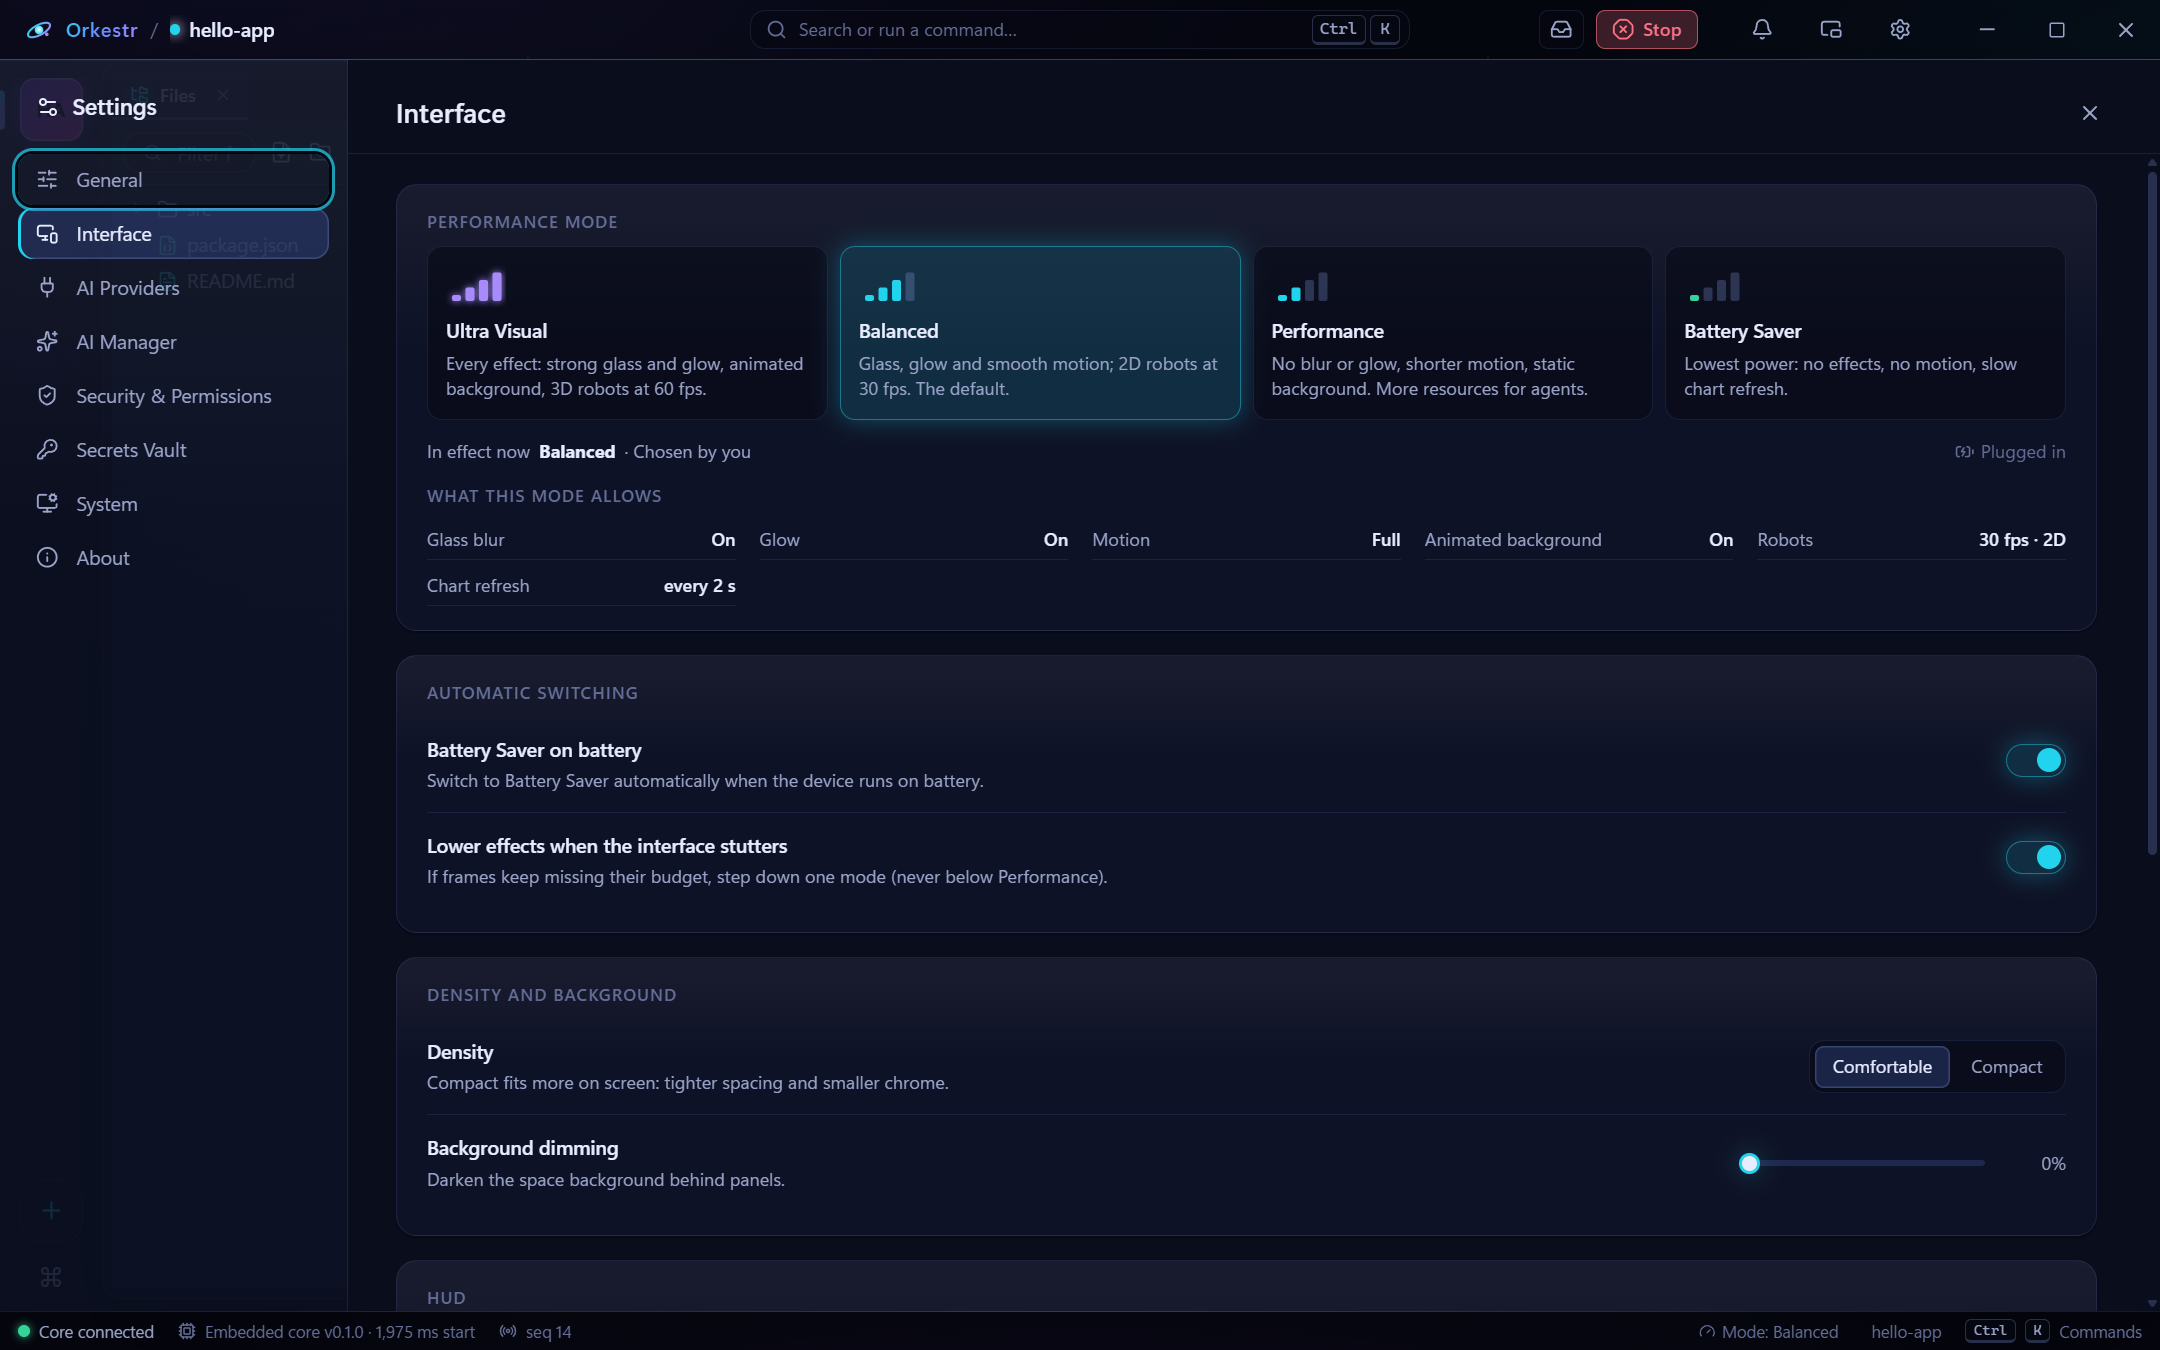 Orkestr / hello-app
Search or run a command...
Ctrl K
Stop
Settings
Files
Filter
General
src
Interface
package.json
AI Providers
README.md
AI Manager
Security & Permissions
Secrets Vault
System
About
Interface
PERFORMANCE MODE
Ultra Visual
Every effect: strong glass and glow, animated
background, 3D robots at 60 fps.
Balanced
Glass, glow and smooth motion; 2D robots at
30 fps. The default.
Performance
No blur or glow, shorter motion, static
background. More resources for agents.
Battery Saver
Lowest power: no effects, no motion, slow
chart refresh.
In effect now Balanced · Chosen by you
Plugged in
WHAT THIS MODE ALLOWS
Glass blur On
Glow On
Motion Full
Animated background On
Robots 30 fps · 2D
Chart refresh every 2 s
AUTOMATIC SWITCHING
Battery Saver on battery
Switch to Battery Saver automatically when the device runs on battery.
Lower effects when the interface stutters
If frames keep missing their budget, step down one mode (never below Performance).
DENSITY AND BACKGROUND
Density
Compact fits more on screen: tighter spacing and smaller chrome.
Comfortable Compact
Background dimming
Darken the space background behind panels.
0%
HUD
Core connected
Embedded core v0.1.0 · 1,975 ms start
seq 14
Mode: Balanced
hello-app
Ctrl K Commands